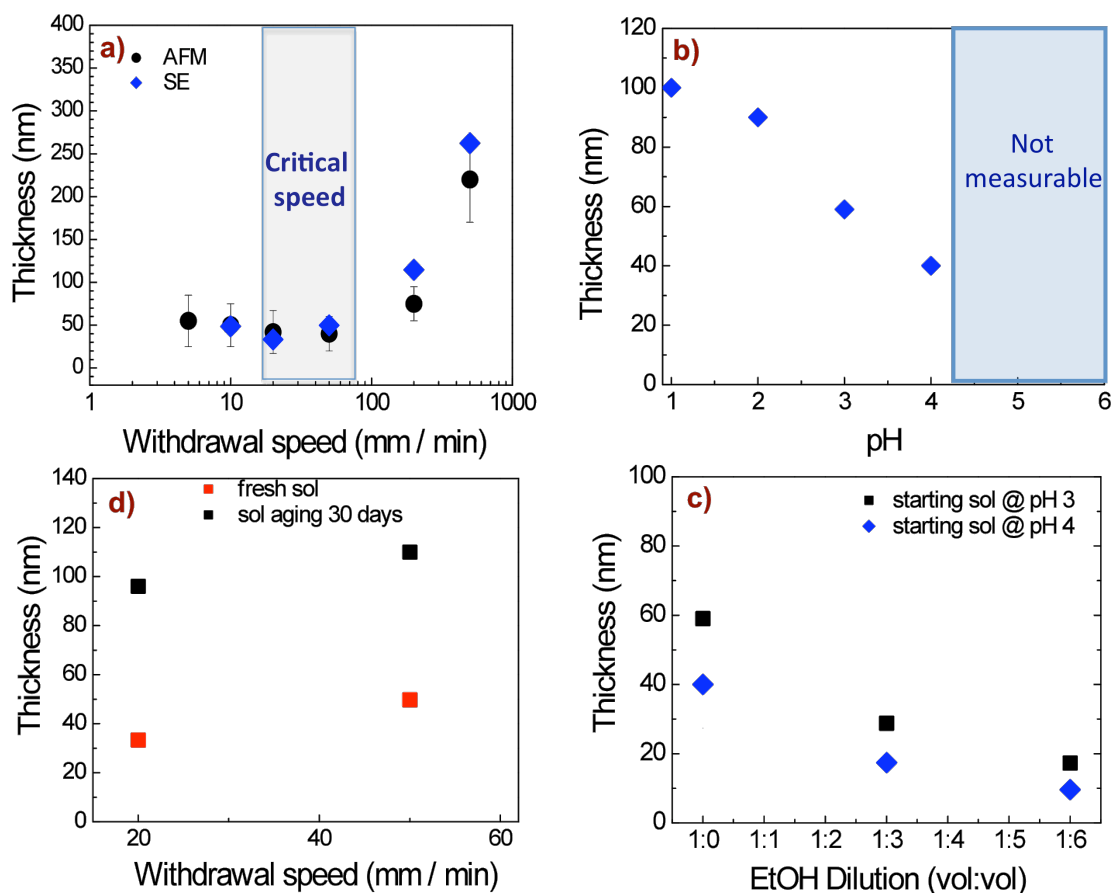 a)
AFM
SE
Critical
speed
400
350
300
250
200
150
100
50
0
1 10 100 1000
Thickness (nm)
Withdrawal speed (mm / min)
b)
Not
measurable
120
100
80
60
40
20
0
1 2 3 4 5 6
Thickness (nm)
pH
d)
fresh sol
sol aging 30 days
140
120
100
80
60
40
20
0
20 40 60
Thickness (nm)
Withdrawal speed (mm / min)
c)
starting sol @ pH 3
starting sol @ pH 4
100
80
60
40
20
0
1:0 1:1 1:2 1:3 1:4 1:5 1:6
Thickness (nm)
EtOH Dilution (vol:vol)